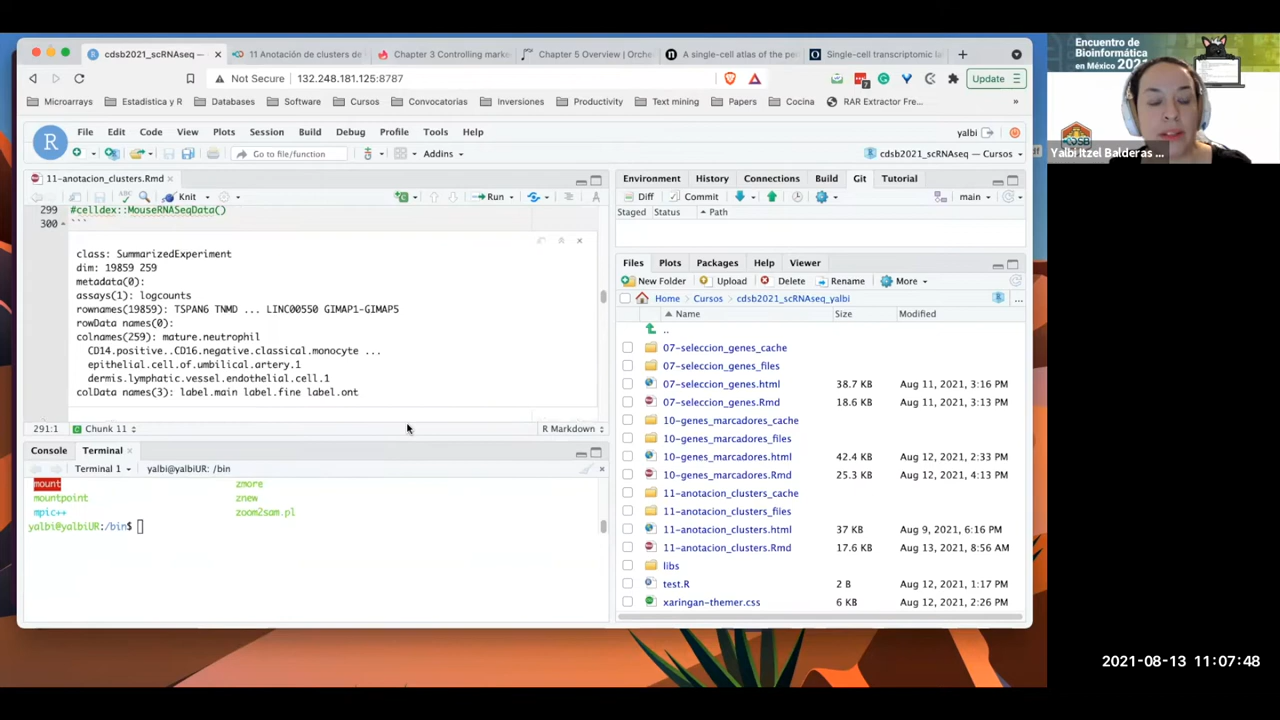 cdsb2021_scRNAseq —
11 Anotación de clusters de
Chapter 3 Controlling marke
Chapter 5 Overview | Orche
A single-cell atlas of the pe
Single-cell transcriptomic la
Not Secure 132.248.181.125:8787
Update
Microarrays Estadistica y R Databases Software Cursos Convocatorias Inversiones Productivity Text mining Papers Cocina RAR Extractor Fre... »
File Edit Code View Plots Session Build Debug Profile Tools Help
yalbi
Go to file/function
Addins
cdsb2021_scRNAseq — Cursos
11-anotacion_clusters.Rmd
Knit
Run
299 #celldex::MouseRNASeqData()
300 ```
class: SummarizedExperiment
dim: 19859 259
metadata(0):
assays(1): logcounts
rownames(19859): TSPAN6 TNMD ... LINC00550 GIMAP1-GIMAP5
rowData names(0):
colnames(259): mature.neutrophil
CD14.positive..CD16.negative.classical.monocyte ...
epithelial.cell.of.umbilical.artery.1
dermis.lymphatic.vessel.endothelial.cell.1
colData names(3): label.main label.fine label.ont
291:1 Chunk 11 R Markdown
Console Terminal
Terminal 1 yalbi@yalbiUR: /bin
mount zmore
mountpoint znew
mpic++ zoom2sam.pl
yalbi@yalbiUR:/bin$
Environment History Connections Build Git Tutorial
Diff Commit More main
Staged Status Path
Files Plots Packages Help Viewer
New Folder Upload Delete Rename More
Home Cursos cdsb2021_scRNAseq_yalbi ...
Name Size Modified
..
07-seleccion_genes_cache
07-seleccion_genes_files
07-seleccion_genes.html 38.7 KB Aug 11, 2021, 3:16 PM
07-seleccion_genes.Rmd 18.6 KB Aug 11, 2021, 3:13 PM
10-genes_marcadores_cache
10-genes_marcadores_files
10-genes_marcadores.html 42.4 KB Aug 12, 2021, 2:33 PM
10-genes_marcadores.Rmd 25.3 KB Aug 12, 2021, 4:13 PM
11-anotacion_clusters_cache
11-anotacion_clusters_files
11-anotacion_clusters.html 37 KB Aug 9, 2021, 6:16 PM
11-anotacion_clusters.Rmd 17.6 KB Aug 13, 2021, 8:56 AM
libs
test.R 2 B Aug 12, 2021, 1:17 PM
xaringan-themer.css 6 KB Aug 12, 2021, 2:26 PM
Encuentro de
Bioinformática
en México 2021
Yalbi Itzel Balderas ...
2021-08-13 11:07:48